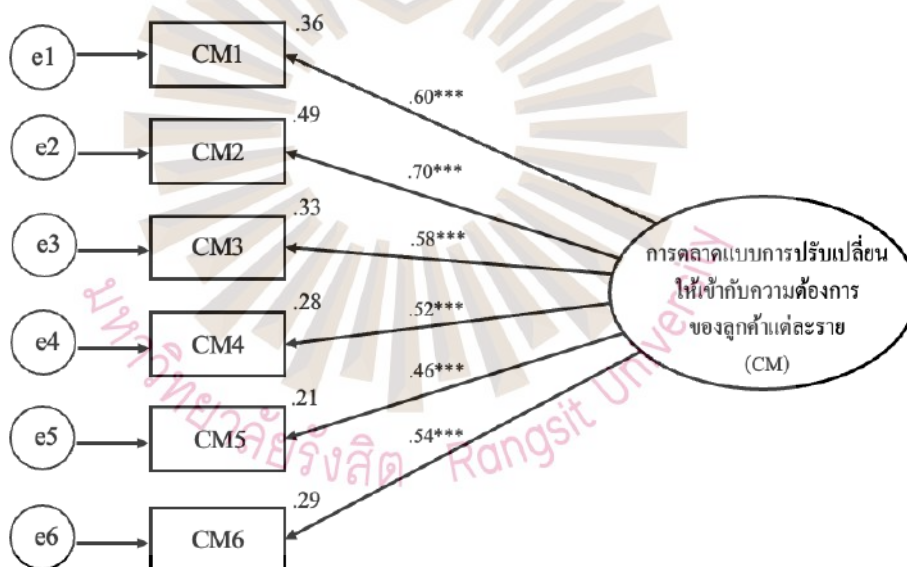 .36
e1
CM1
.60***
.49
e2
CM2
.70***
.33
e3
CM3
.58***
การตลาดแบบการปรับเปลี่ยน
ให้เข้ากับความต้องการ
ของลูกค้าแต่ละราย
(CM)
.28
e4
CM4
.52***
.21
e5
CM5
.46***
.29
e6
CM6
.54***
มหาวิทยาลัยรังสิต Rangsit University